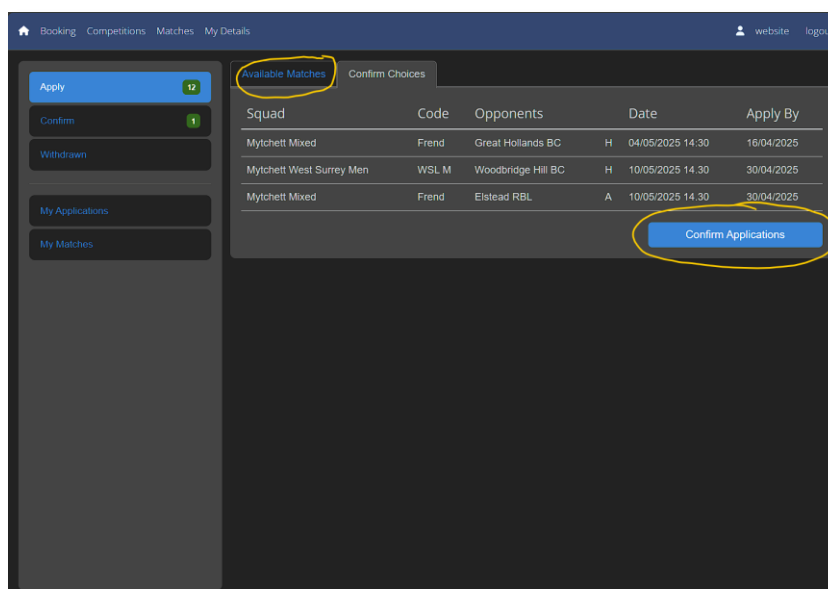 Booking Competitions Matches My Details website logou
Apply 12
Confirm 1
Withdrawn
My Applications
My Matches
Available Matches Confirm Choices
Squad Code Opponents Date Apply By
Mytchett Mixed Frend Great Hollands BC H 04/05/2025 14:30 16/04/2025
Mytchett West Surrey Men WSL M Woodbridge Hill BC H 10/05/2025 14.30 30/04/2025
Mytchett Mixed Frend Elstead RBL A 10/05/2025 14.30 30/04/2025
Confirm Applications